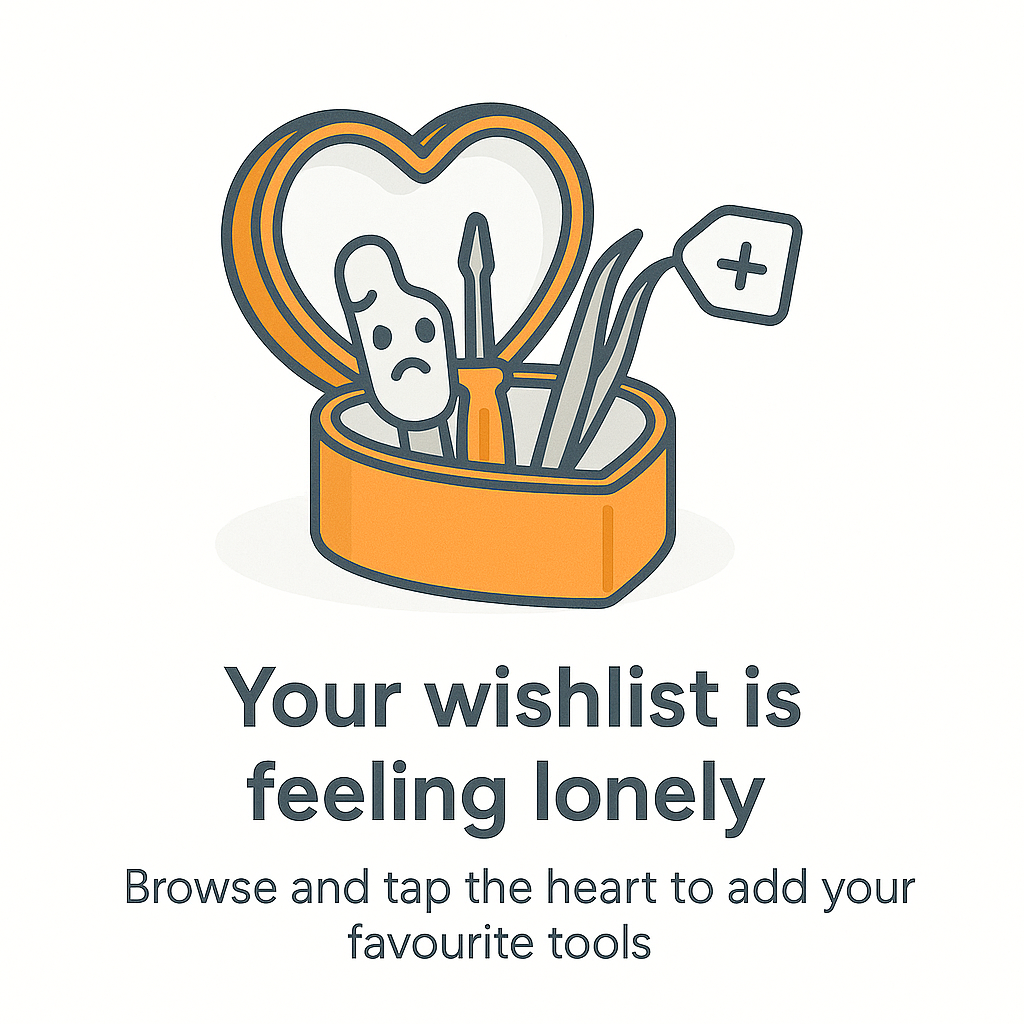 Your wishlist is
feeling lonely
Browse and tap the heart to add your
favourite tools